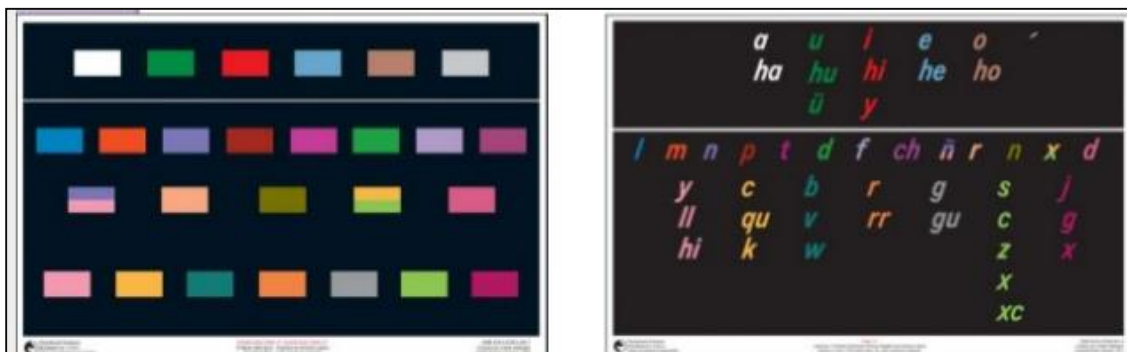 a u i e o ´
ha hu hi he ho
ü y
l m n p t d f ch ñ r n x d
y c b r g s j
ll qu v rr gu c g
hi k w z x
x
xc